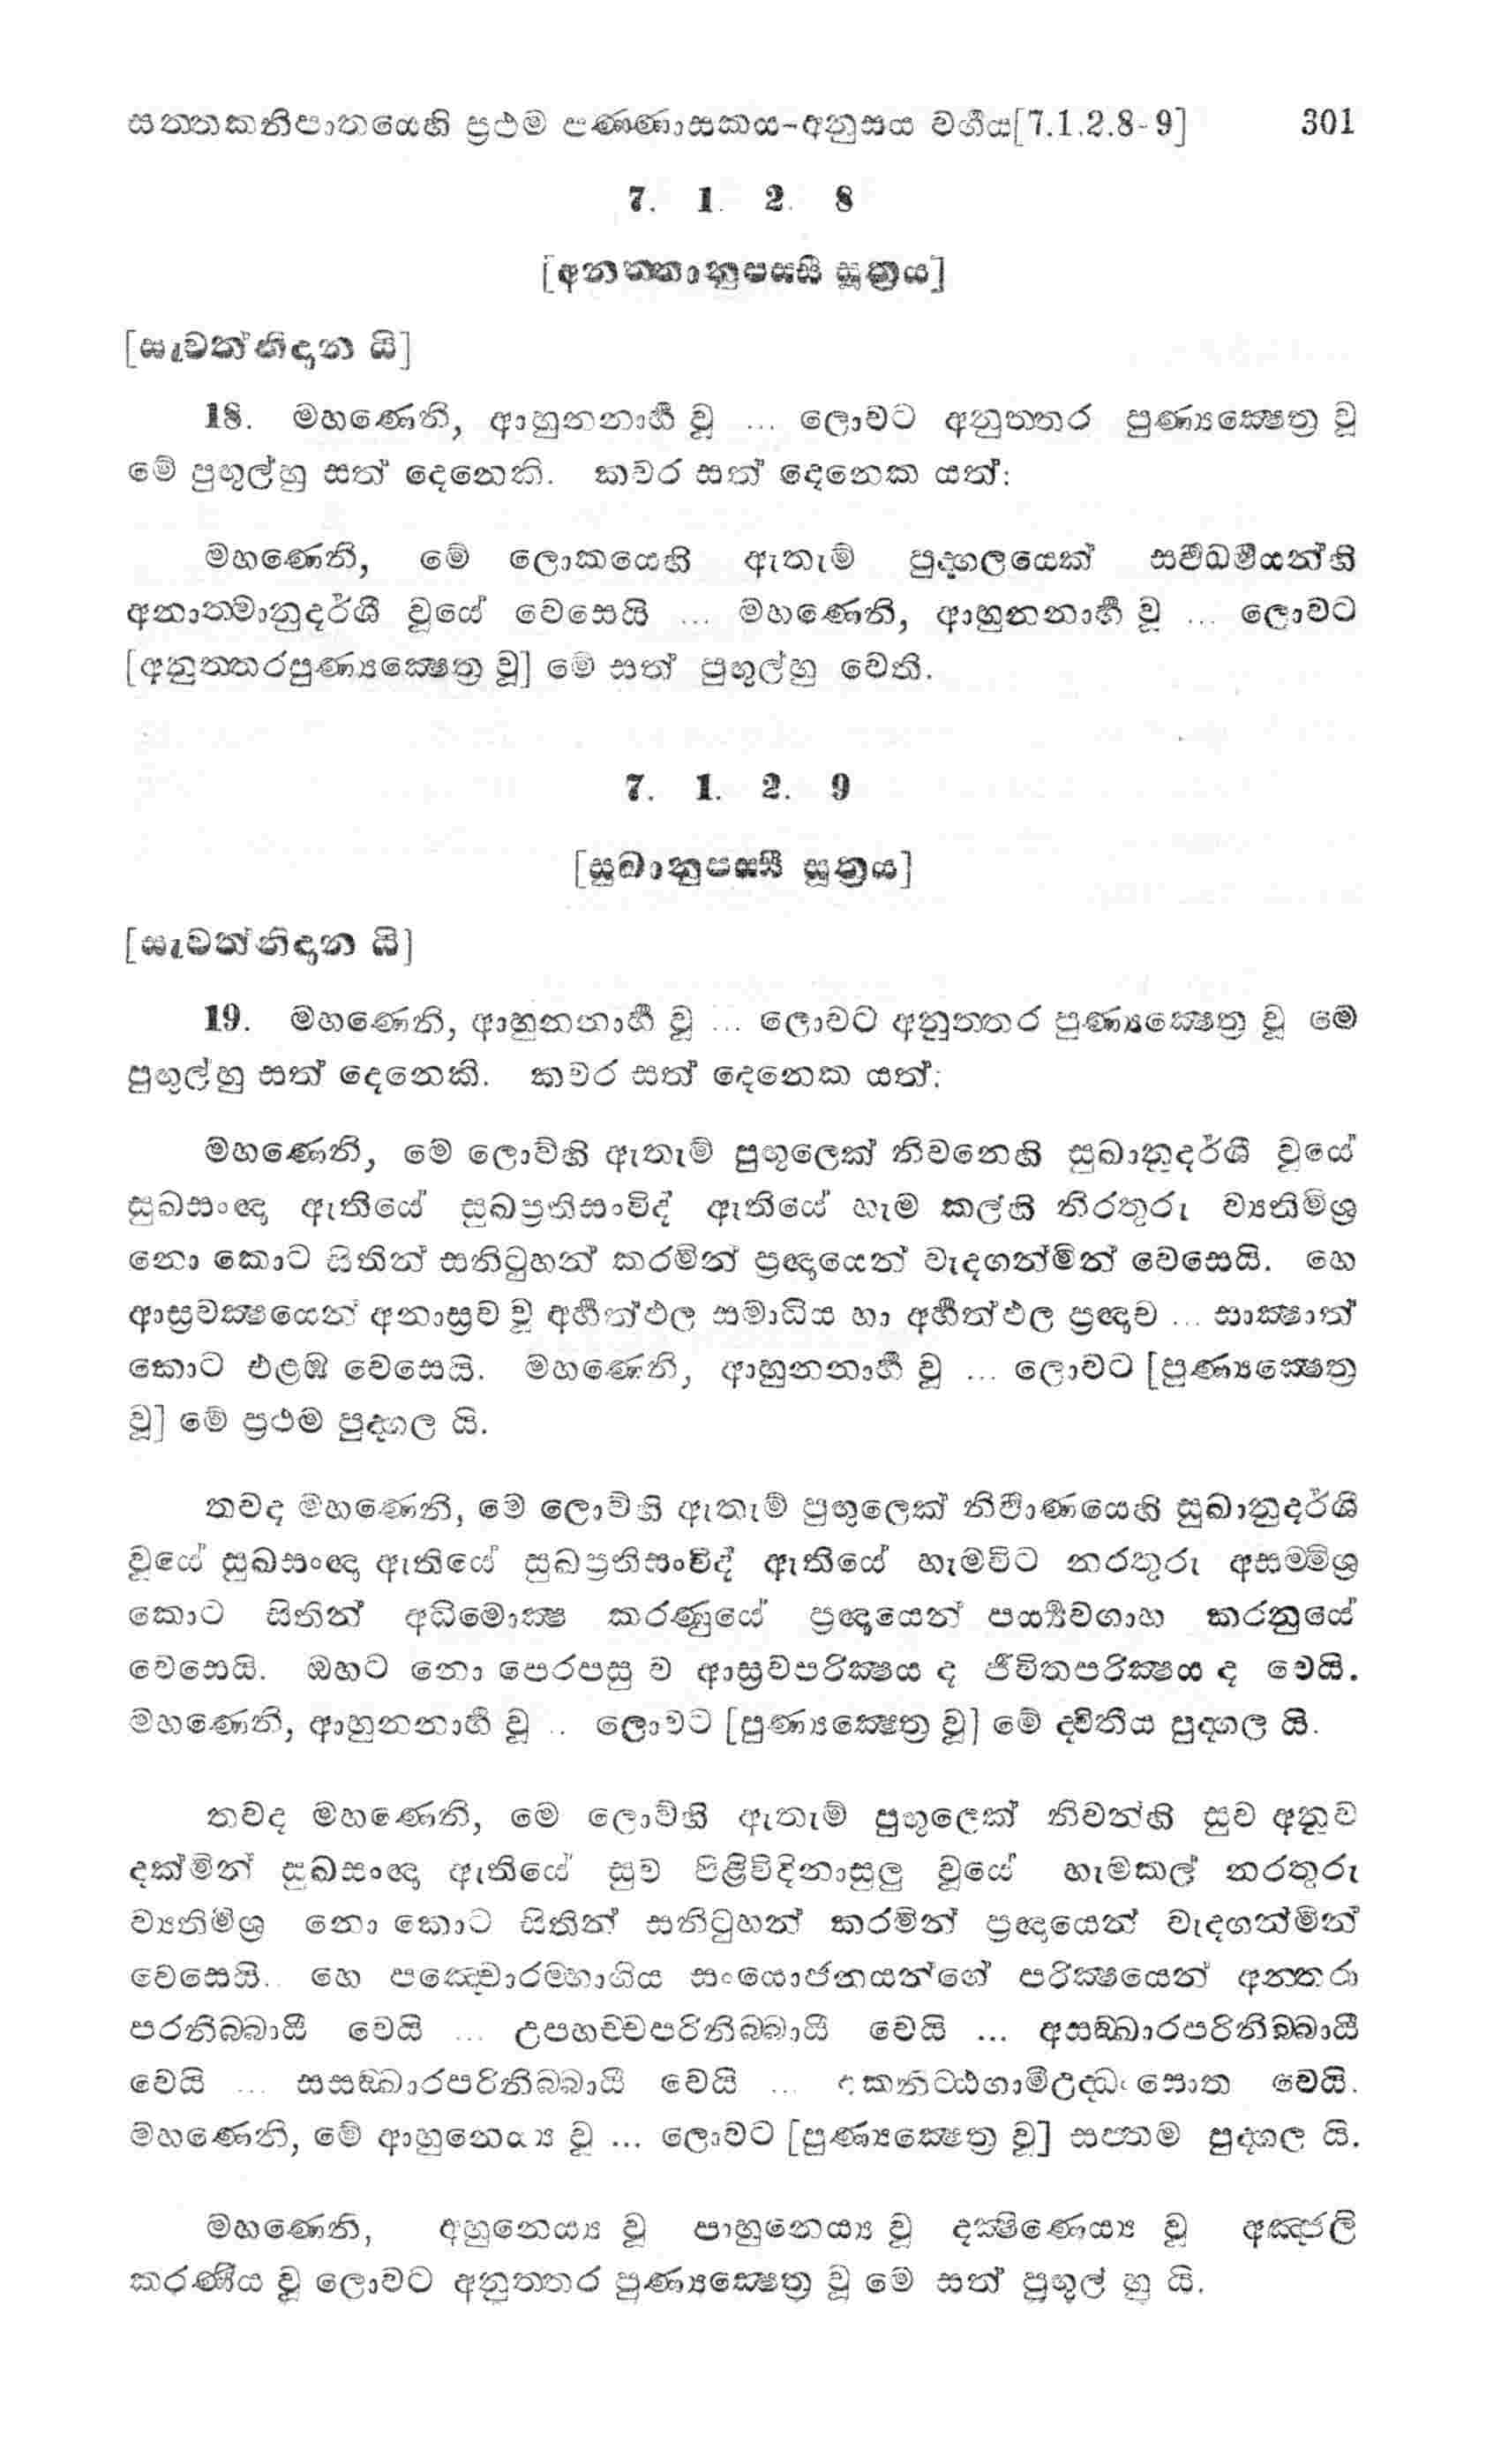 සත්තකනිපාතයෙහි ප්‍රථම පණ්ණාසකය-අනුසය වර්‍ගය[7.1.2.8-9] 301
7. 1. 2. 8
[අනත්තානුපස්සී සූත්‍රය]
[සැවත්නිදාන යි]
18. මහණෙනි, ආහුනනාර්‍හ වූ ... ලොවට අනුත්තර පුණ්‍යක්‍ෂෙත්‍ර වූ
මේ පුඟුල්හු සත් දෙනෙකි. කවර සත් දෙනෙක යත්:
මහණෙනි, මේ ලොකයෙහි ඇතැම් පුද්ගලයෙක් සර්‍වධර්‍මයන්හි
අනාත්මානුදර්ශී වූයේ වෙසෙයි ... මහණෙනි, ආහුනනාර්‍හ වූ ... ලොවට
[අනුත්තරපුණ්‍යක්‍ෂෙත්‍ර වූ] මේ සත් පුඟුල්හු වෙති.
7. 1. 2. 9
[සුඛානුපස්සී සූත්‍රය]
[සැවත්නිදාන යි]
19. මහණෙනි, ආහුනනාර්‍හ වූ ... ලොවට අනුත්තර පුණ්‍යක්‍ෂෙත්‍ර වූ මේ
පුඟුල්හු සත් දෙනෙකි. කවර සත් දෙනෙක යත්:
මහණෙනි, මේ ලොව්හි ඇතැම් පුඟුලෙක් නිවනෙහි සුඛානුදර්ශී වූයේ
සුඛසංඥා ඇතියේ සුඛප්‍රතිසංවිද් ඇතියේ හැම කල්හි නිරතුරු ව්‍යතිමිශ්‍ර
නො කොට සිතින් සනිටුහන් කරමින් ප්‍රඥායෙන් වැදගන්මින් වෙසෙයි. හෙ
ආස්‍රවක්‍ෂයෙන් අනාස්‍රව වූ අර්‍හත්ඵල සමාධිය හා අර්‍හත්ඵල ප්‍රඥාව ... සාක්‍ෂාත්
කොට එළඹ වෙසෙයි. මහණෙනි, ආහුනනාර්‍හ වූ ... ලොවට [පුණ්‍යක්‍ෂෙත්‍ර
වූ] මේ ප්‍රථම පුද්ගල යි.
තවද මහණෙනි, මෙ ලොව්හි ඇතැම් පුඟුලෙක් නිර්‍වාණයෙහි සුඛානුදර්ශී
වූයේ සුඛසංඥා ඇතියේ සුඛප්‍රතිසංවිද් ඇතියේ හැමවිට නරතුරු අසම්මිශ්‍ර
කොට සිතින් අධිමොක්‍ෂ කරණුයේ ප්‍රඥායෙන් පර්‍ය්‍යවගාහ කරනුයේ
වෙසෙයි. ඔහට නො පෙරපසු ව ආස්‍රවපරික්‍ෂය ද ජීවිතපරික්‍ෂය ද වෙයි.
මහණෙනි, ආහුනනාර්‍හ වූ .. ලොවට [පුණ්‍යක්‍ෂෙත්‍ර වූ] මේ ද්විතීය පුද්ගල යි.
තවද මහණෙනි, මෙ ලොව්හි ඇතැම් පුඟුලෙක් නිවන්හි සුව අනුව
දක්මින් සුඛසංඥා ඇතියේ සුව පිළිවිදිනාසුලු වූයේ හැමකල් නරතුරු
ව්‍යතිමිශ්‍ර නො කොට සිතින් සනිටුහන් කරමින් ප්‍රඥායෙන් වැදගන්මින්
වෙසෙයි. හෙ පඤ්චොරම්භාගිය සංයොජනයන්ගේ පරික්‍ෂයෙන් අන්තරා
පරනිබ්බායී වෙයි ... උපහච්චපරිනිබ්බායී වෙයි ... අසඞ්ඛාරපරිනිබ්බායී
වෙයි ... සසඞ්ඛාරපරිනිබ්බායී වෙයි ... අකනිට්ඨගාමීඋද්ධංසොත වෙයි.
මහණෙනි, මේ ආහුනෙය්‍ය වූ ... ලොවට [පුණ්‍යක්‍ෂෙත්‍ර වූ] සප්තම පුද්ගල යි.
මහණෙනි, අහුනෙය්‍ය වූ පාහුනෙය්‍ය වූ දක්‍ෂිණෙය්‍ය වූ අඤ්ජලි
කරණීය වූ ලොවට අනුත්තර පුණ්‍යක්‍ෂෙත්‍ර වූ මේ සත් පුඟුල් හු යි.